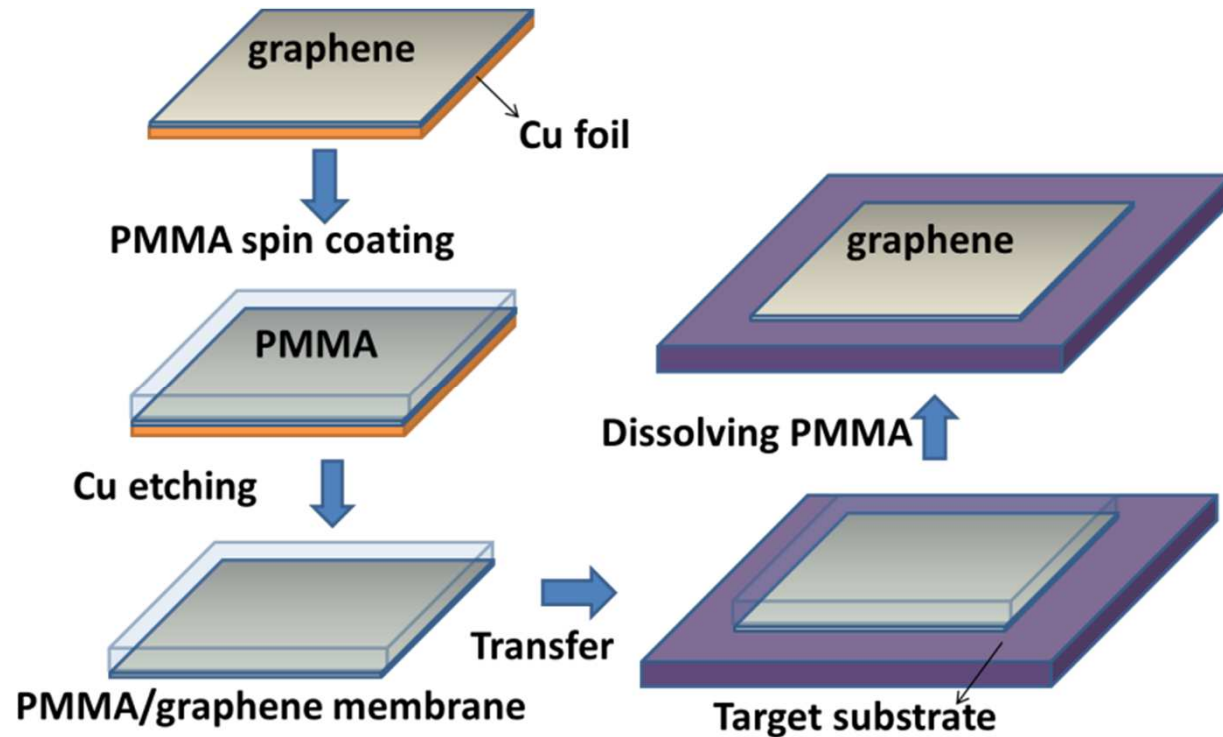 graphene
Cu foil
PMMA spin coating
PMMA
Cu etching
PMMA/graphene membrane
Transfer
Target substrate
Dissolving PMMA
graphene